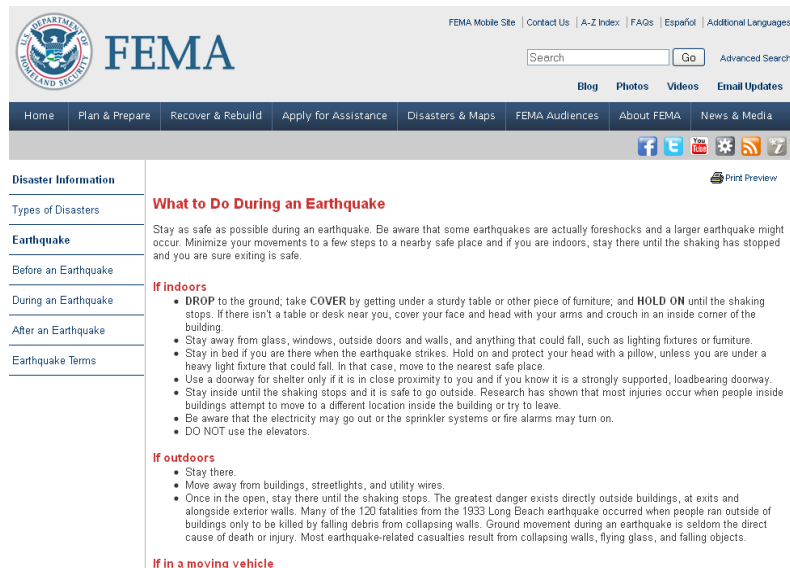 FEMA Mobile Site | Contact Us | A-Z Index | FAQs | Español | Additional Languages
U.S. DEPARTMENT OF HOMELAND SECURITY
FEMA
Search Go Advanced Search
Blog Photos Videos Email Updates
Home Plan & Prepare Recover & Rebuild Apply for Assistance Disasters & Maps FEMA Audiences About FEMA News & Media
You Tube
Print Preview
Disaster Information
Types of Disasters
Earthquake
Before an Earthquake
During an Earthquake
After an Earthquake
Earthquake Terms
What to Do During an Earthquake
Stay as safe as possible during an earthquake. Be aware that some earthquakes are actually foreshocks and a larger earthquake might
occur. Minimize your movements to a few steps to a nearby safe place and if you are indoors, stay there until the shaking has stopped
and you are sure exiting is safe.
If indoors
• DROP to the ground; take COVER by getting under a sturdy table or other piece of furniture; and HOLD ON until the shaking
stops. If there isn't a table or desk near you, cover your face and head with your arms and crouch in an inside corner of the
building.
• Stay away from glass, windows, outside doors and walls, and anything that could fall, such as lighting fixtures or furniture.
• Stay in bed if you are there when the earthquake strikes. Hold on and protect your head with a pillow, unless you are under a
heavy light fixture that could fall. In that case, move to the nearest safe place.
• Use a doorway for shelter only if it is in close proximity to you and if you know it is a strongly supported, loadbearing doorway.
• Stay inside until the shaking stops and it is safe to go outside. Research has shown that most injuries occur when people inside
buildings attempt to move to a different location inside the building or try to leave.
• Be aware that the electricity may go out or the sprinkler systems or fire alarms may turn on.
• DO NOT use the elevators.
If outdoors
• Stay there.
• Move away from buildings, streetlights, and utility wires.
• Once in the open, stay there until the shaking stops. The greatest danger exists directly outside buildings, at exits and
alongside exterior walls. Many of the 120 fatalities from the 1933 Long Beach earthquake occurred when people ran outside of
buildings only to be killed by falling debris from collapsing walls. Ground movement during an earthquake is seldom the direct
cause of death or injury. Most earthquake-related casualties result from collapsing walls, flying glass, and falling objects.
If in a moving vehicle